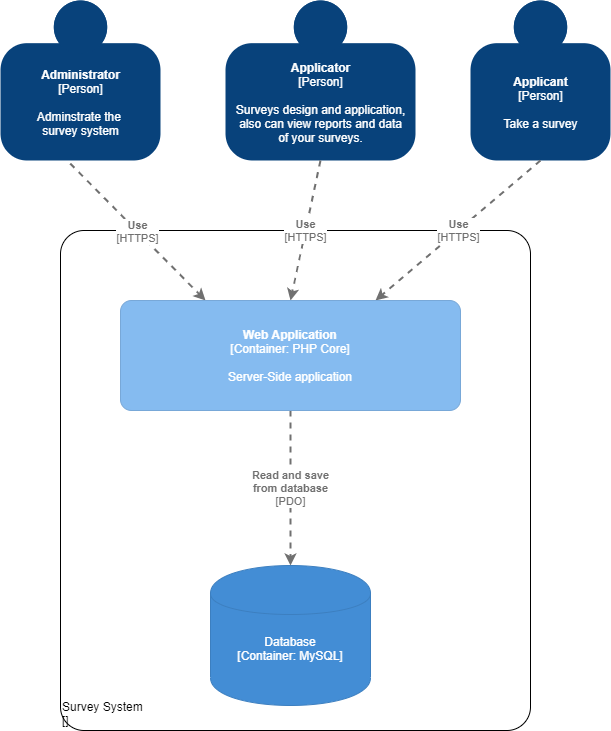 Administrator
[Person]
Adminstrate the
survey system
Applicator
[Person]
Surveys design and application,
also can view reports and data
of your surveys.
Applicant
[Person]
Take a survey
Use
[HTTPS]
Use
[HTTPS]
Use
[HTTPS]
Web Application
[Container: PHP Core]
Server-Side application
Read and save
from database
[PDO]
Database
[Container: MySQL]
Survey System
[]